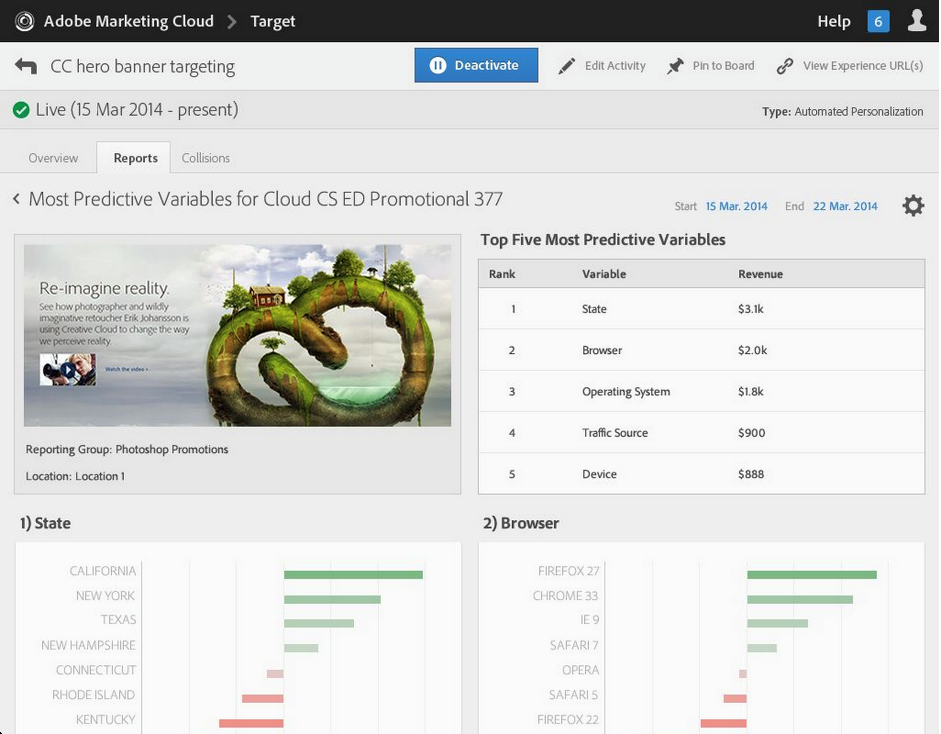 Adobe Marketing Cloud > Target
Help 6
CC hero banner targeting
Deactivate
Edit Activity
Pin to Board
View Experience URL(s)
Live (15 Mar 2014 - present)
Type: Automated Personalization
Overview
Reports
Collisions
Most Predictive Variables for Cloud CS ED Promotional 377
Start 15 Mar. 2014 End 22 Mar. 2014
Re-imagine reality.
See how photographer and wildly
imaginative retoucher Erik Johansson is
using Creative Cloud to change the way
we perceive reality.
Watch the video ›
Reporting Group: Photoshop Promotions
Location: Location 1
Top Five Most Predictive Variables
Rank Variable Revenue
1 State $3.1k
2 Browser $2.0k
3 Operating System $1.8k
4 Traffic Source $900
5 Device $888
1) State
CALIFORNIA
NEW YORK
TEXAS
NEW HAMPSHIRE
CONNECTICUT
RHODE ISLAND
KENTUCKY
2) Browser
FIREFOX 27
CHROME 33
IE 9
SAFARI 7
OPERA
SAFARI 5
FIREFOX 22